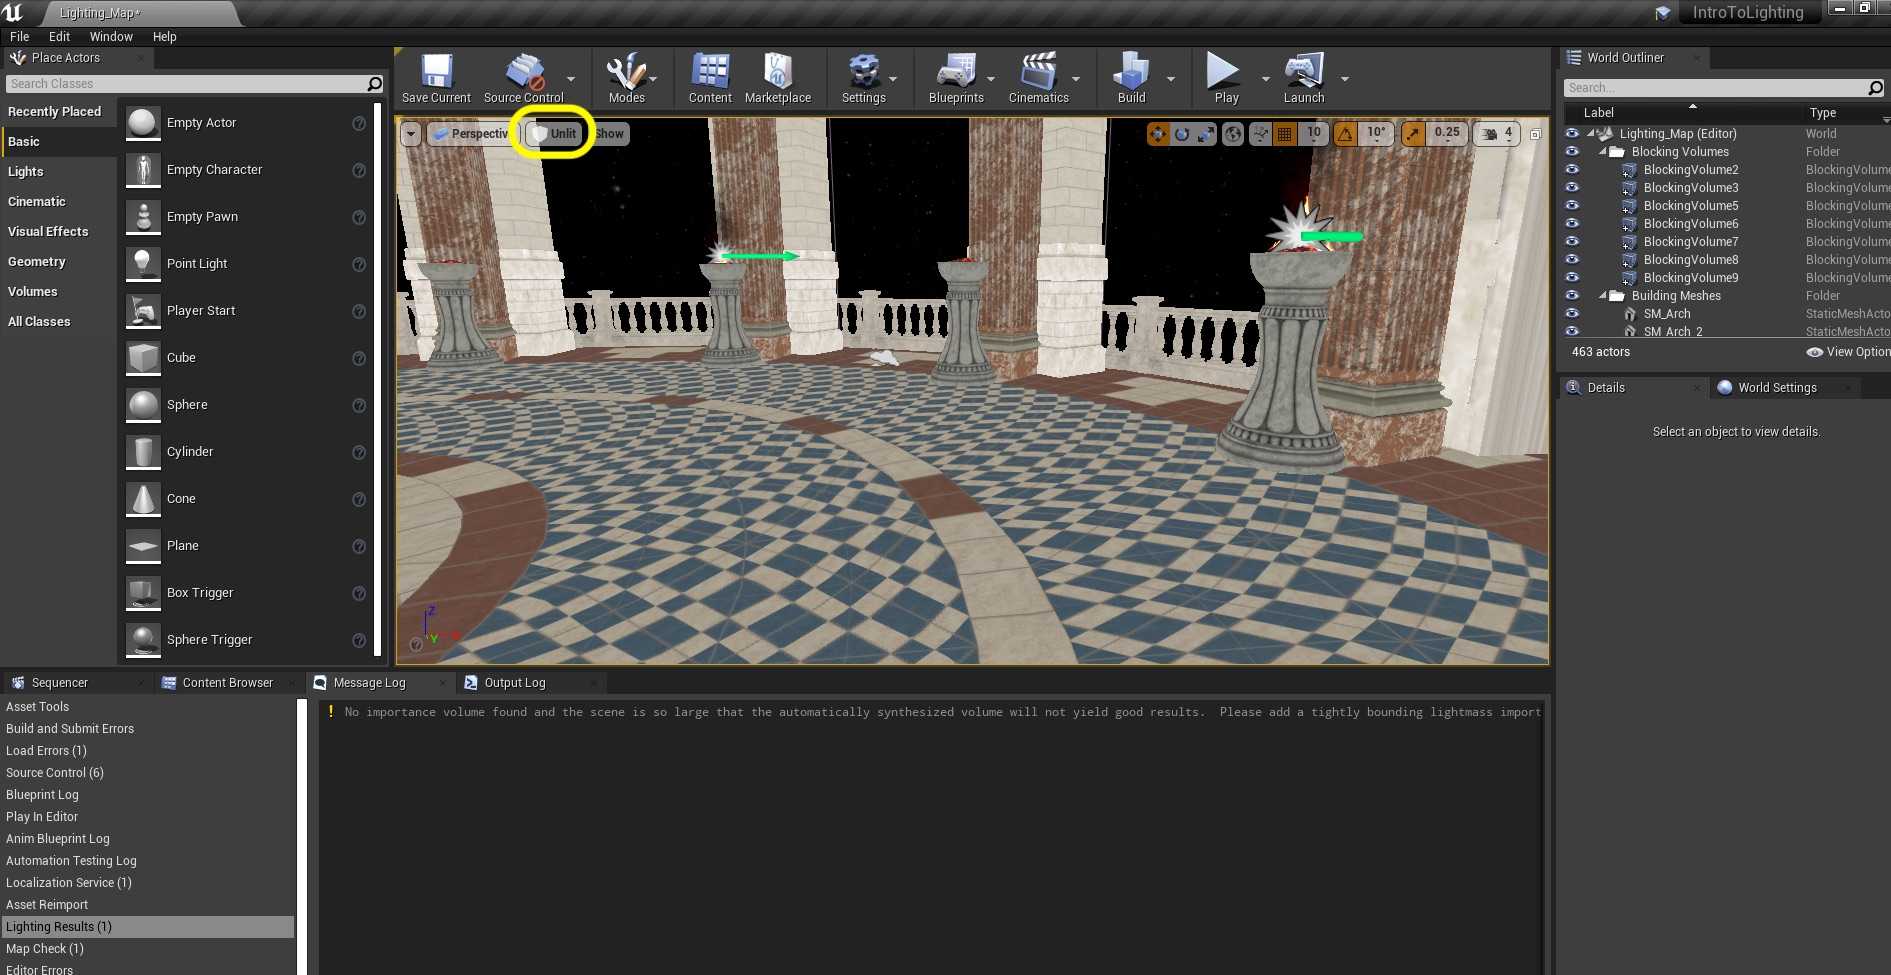 Lighting_Map*
IntroToLighting
File Edit Window Help
Place Actors
Search Classes
Recently Placed
Basic
Lights
Cinematic
Visual Effects
Geometry
Volumes
All Classes
Empty Actor
Empty Character
Empty Pawn
Point Light
Player Start
Cube
Sphere
Cylinder
Cone
Plane
Box Trigger
Sphere Trigger
Save Current Source Control Modes Content Marketplace Settings Blueprints Cinematics Build Play Launch
Perspectiv Unlit Show 10 10° 0.25 4
Z
Y
World Outliner
Search...
Label Type
Lighting_Map (Editor) World
Blocking Volumes Folder
BlockingVolume2 BlockingVolume
BlockingVolume3 BlockingVolume
BlockingVolume5 BlockingVolume
BlockingVolume6 BlockingVolume
BlockingVolume7 BlockingVolume
BlockingVolume8 BlockingVolume
BlockingVolume9 BlockingVolume
Building Meshes Folder
SM_Arch StaticMeshActo
SM_Arch_2 StaticMeshActo
463 actors View Option
Details World Settings
Select an object to view details.
Sequencer Content Browser Message Log Output Log
Asset Tools
Build and Submit Errors
Load Errors (1)
Source Control (6)
Blueprint Log
Play In Editor
Anim Blueprint Log
Automation Testing Log
Localization Service (1)
Asset Reimport
Lighting Results (1)
Map Check (1)
Editor Errors
! No importance volume found and the scene is so large that the automatically synthesized volume will not yield good results. Please add a tightly bounding lightmass import